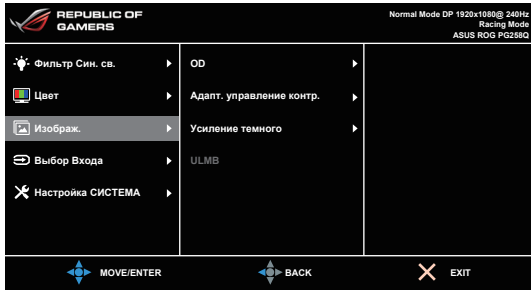 REPUBLIC OF
GAMERS
Normal Mode DP 1920x1080@ 240Hz
Racing Mode
ASUS ROG PG258Q
Фильтр Син. св.
Цвет
Изображ.
Выбор Входа
Настройка СИСТЕМА
OD
Адапт. управление контр.
Усиление темного
ULMB
MOVE/ENTER
BACK
EXIT